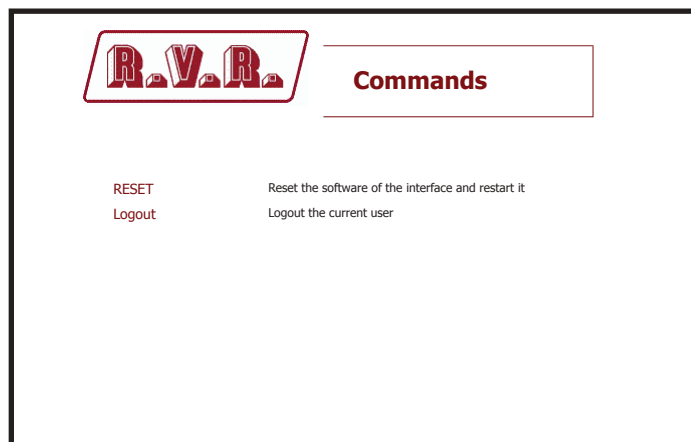 R.V.R.
Commands
RESET Reset the software of the interface and restart it
Logout Logout the current user